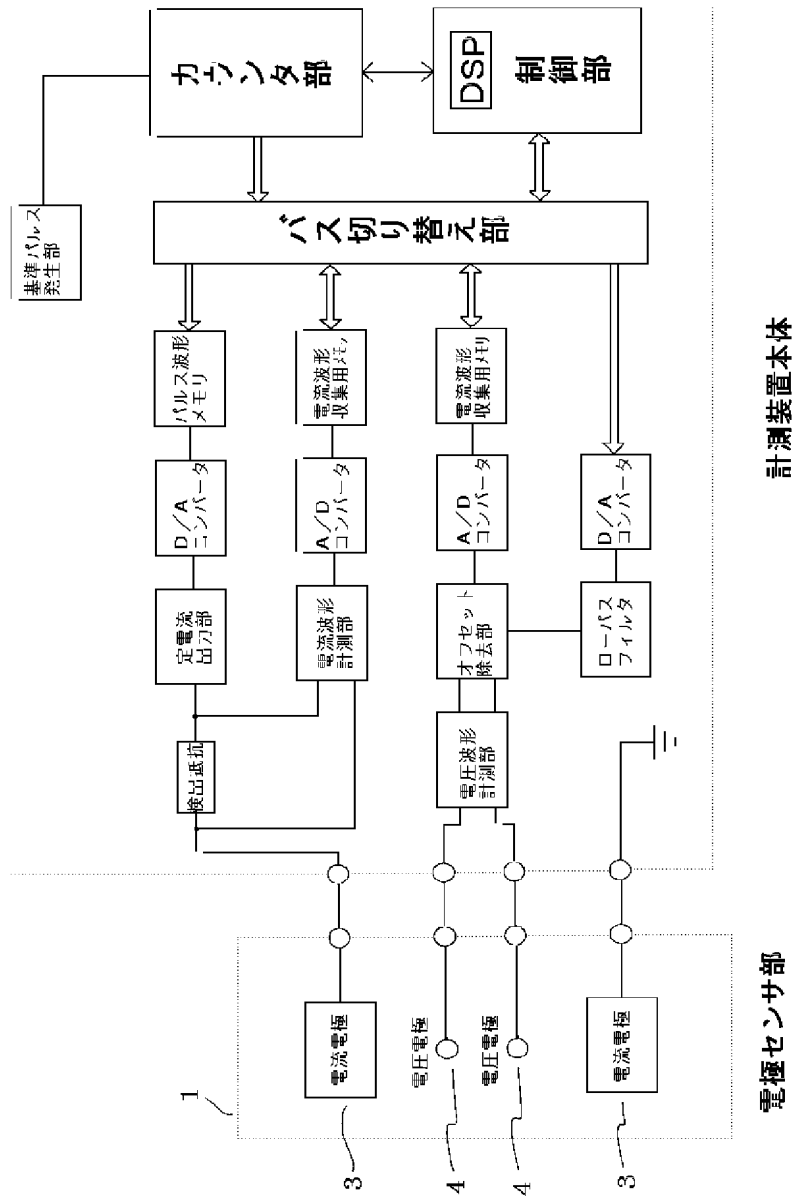 カウンタ部
DSP
制御部
基準パルス
発生部
バス切り替え部
パルス波形
メモリ
電流波形
収集用メモリ
電流波形
収集用メモリ
D/A
コンバータ
A/D
コンバータ
A/D
コンバータ
D/A
コンバータ
定電流
出力部
電流波形
計測部
オフセット
除去部
ローパス
フィルタ
検出抵抗
電圧波形
計測部
計測装置本体
1
電流電極
電圧電極
電圧電極
電流電極
3
4
4
3
電極センサ部